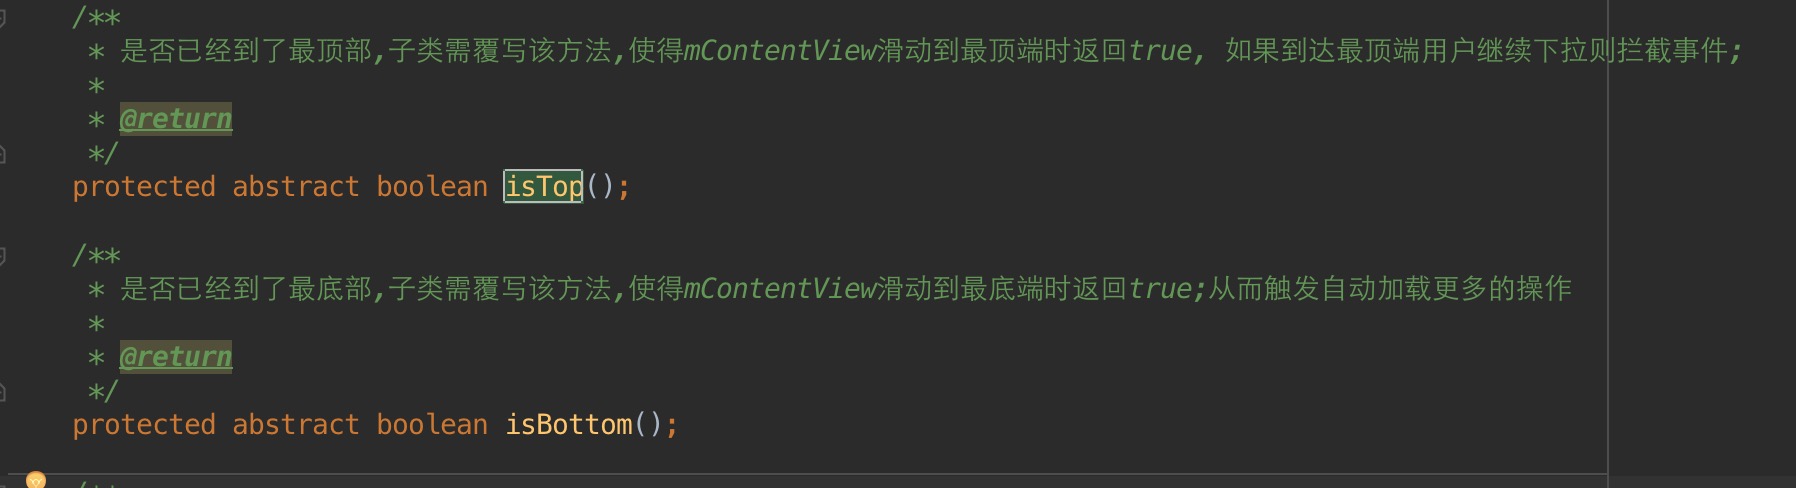 /**
* 是否已经到了最顶部,子类需覆写该方法,使得mContentView滑动到最顶端时返回true, 如果到达最顶端用户继续下拉则拦截事件;
*
* @return
*/
protected abstract boolean isTop();
/**
* 是否已经到了最底部,子类需覆写该方法,使得mContentView滑动到最底端时返回true;从而触发自动加载更多的操作
*
* @return
*/
protected abstract boolean isBottom();